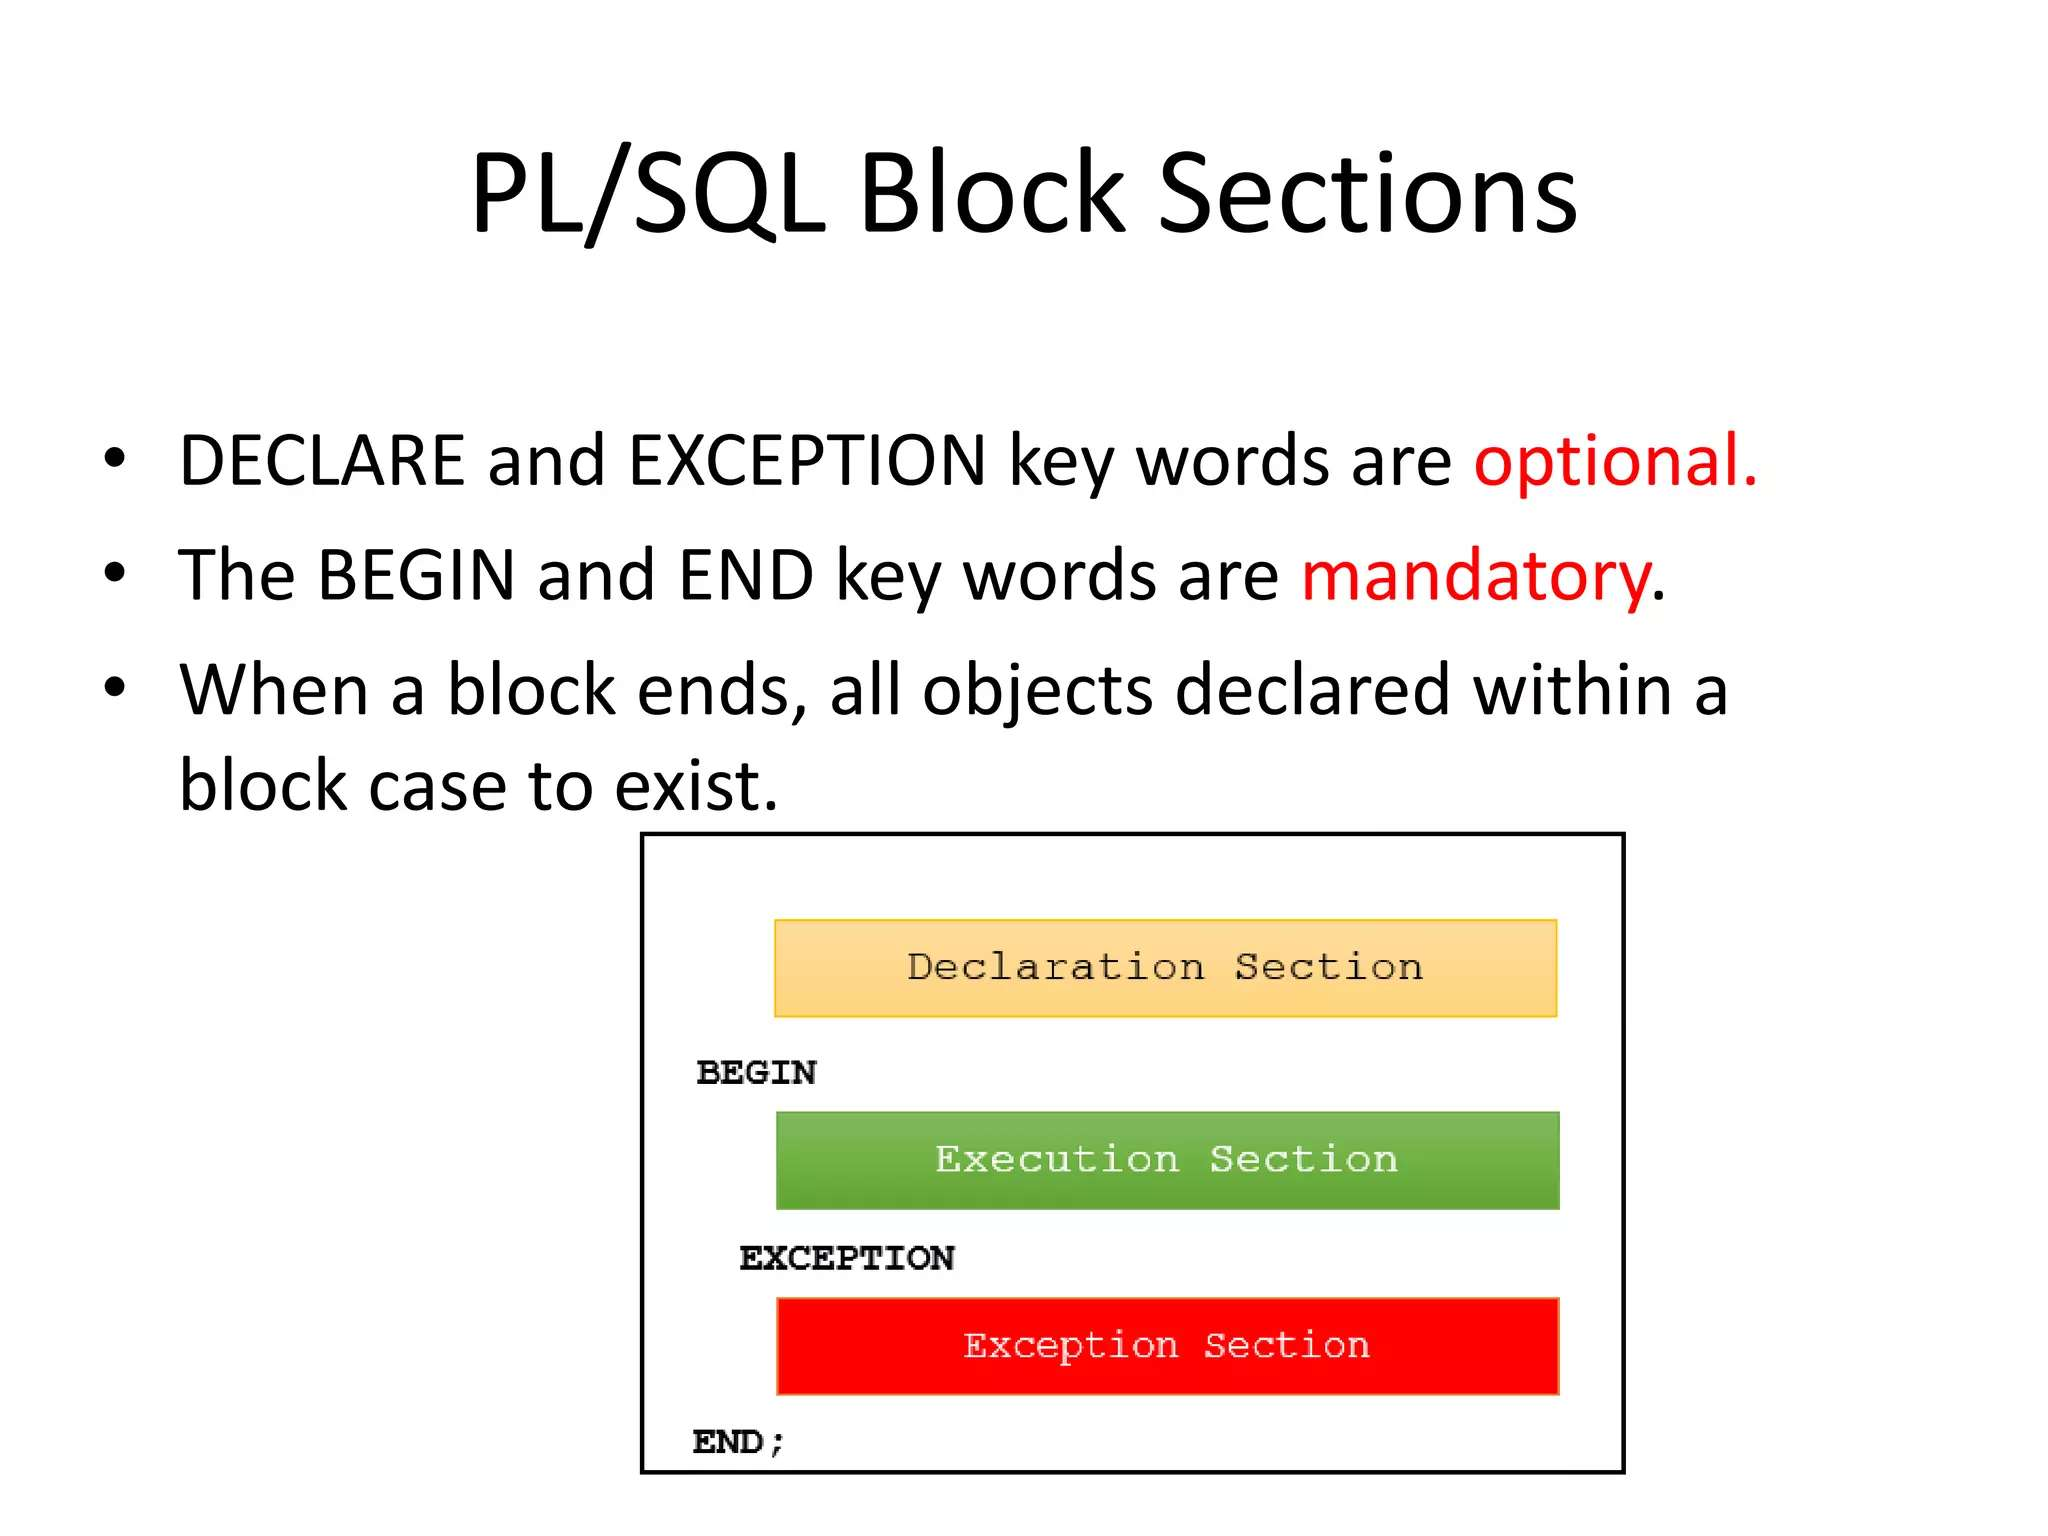 PL/SQL Block Sections
• DECLARE and EXCEPTION key words are optional.
• The BEGIN and END key words are mandatory.
• When a block ends, all objects declared within a
block case to exist.
Declaration Section
BEGIN
Execution Section
EXCEPTION
Exception Section
END;